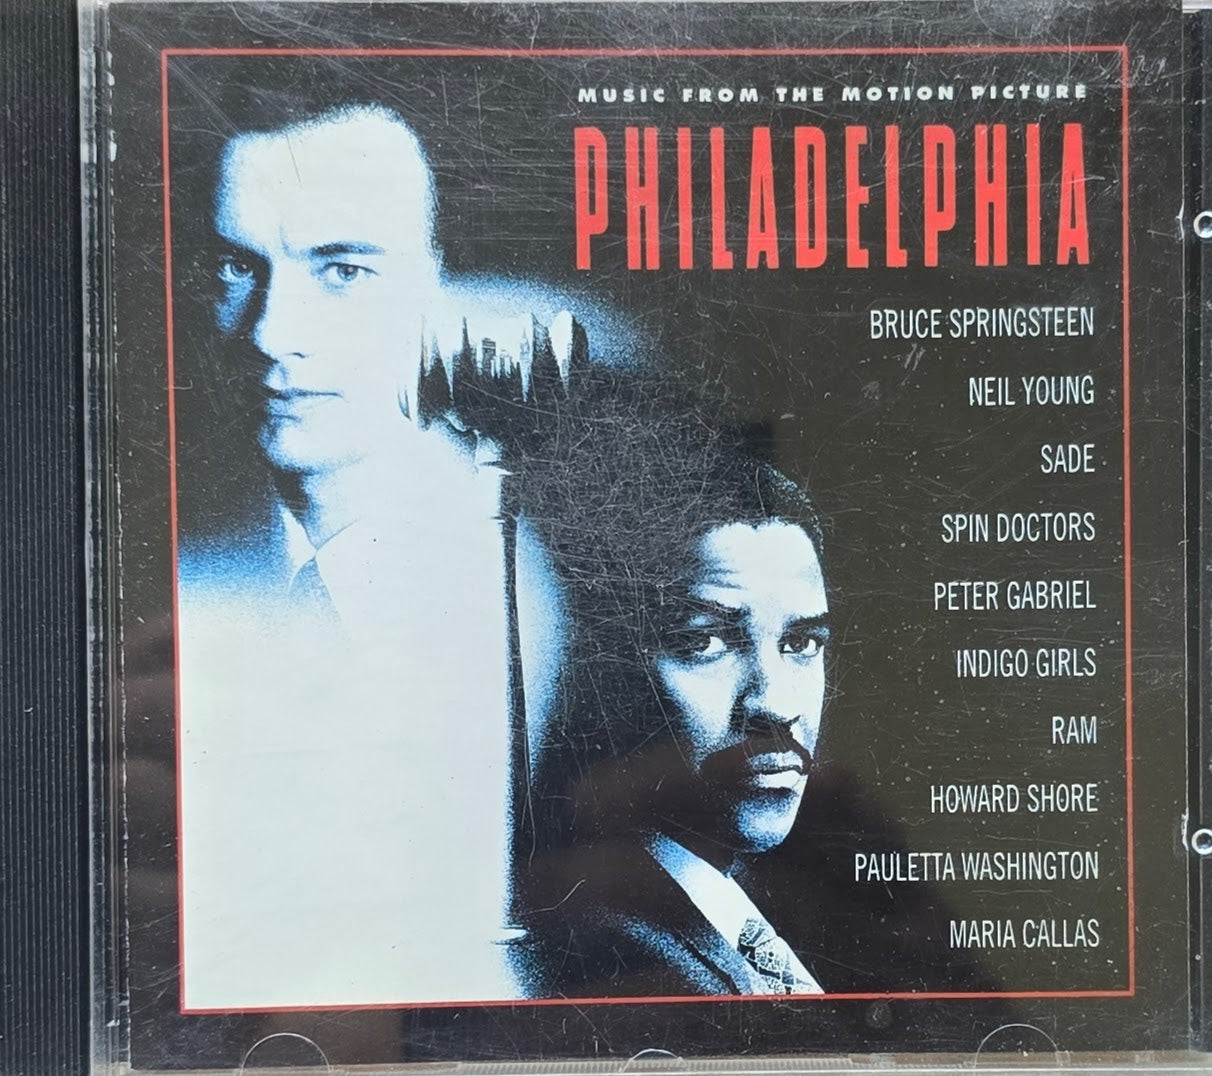 MUSIC FROM THE MOTION PICTURE
PHILADELPHIA
BRUCE SPRINGSTEEN
NEIL YOUNG
SADE
SPIN DOCTORS
PETER GABRIEL
INDIGO GIRLS
RAM
HOWARD SHORE
PAULETTA WASHINGTON
MARIA CALLAS